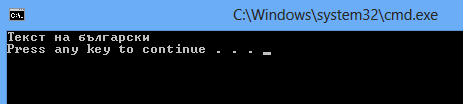 C:\Windows\system32\cmd.exe
C:\.
Текст на български
Press any key to continue . . .